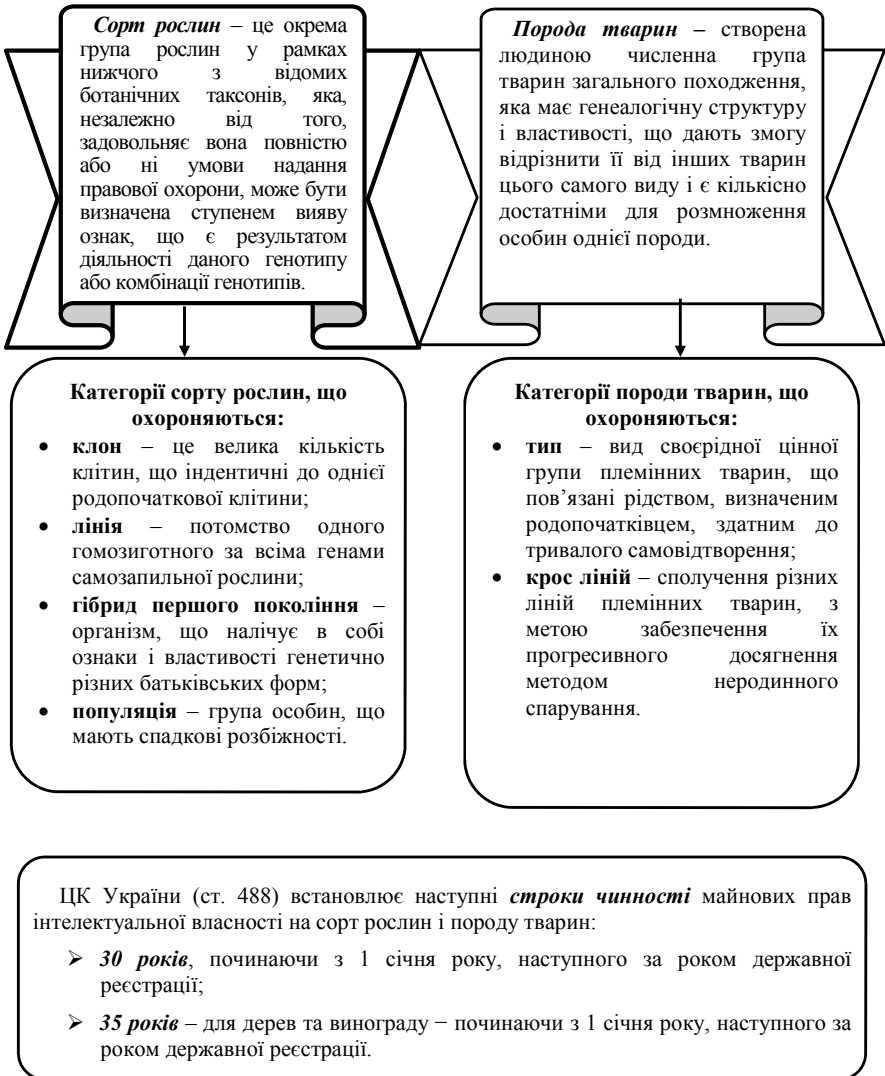 Сорт рослин – це окрема
група рослин у рамках
нижчого з відомих
ботанічних таксонів, яка,
незалежно від того,
задовольняє вона повністю
або ні умови надання
правової охорони, може бути
визначена ступенем вияву
ознак, що є результатом
діяльності даного генотипу
або комбінації генотипів.
Порода тварин – створена
людиною численна група
тварин загального походження,
яка має генеалогічну структуру
і властивості, що дають змогу
відрізнити її від інших тварин
цього самого виду і є кількісно
достатніми для розмноження
особин однієї породи.
Категорії сорту рослин, що
охороняються:
• клон – це велика кількість
клітин, що індентичні до однієї
родопочаткової клітини;
• лінія – потомство одного
гомозиготного за всіма генами
самозапильної рослини;
• гібрид першого покоління –
організм, що налічує в собі
ознаки і властивості генетично
різних батьківських форм;
• популяція – група особин, що
мають спадкові розбіжності.
Категорії породи тварин, що
охороняються:
• тип – вид своєрідної цінної
групи племінних тварин, що
пов’язані рідством, визначеним
родопочатківцем, здатним до
тривалого самовідтворення;
• крос ліній – сполучення різних
ліній племінних тварин, з
метою забезпечення їх
прогресивного досягнення
методом неродинного
спарування.
ЦК України (ст. 488) встановлює наступні строки чинності майнових прав
інтелектуальної власності на сорт рослин і породу тварин:
➢ 30 років, починаючи з 1 січня року, наступного за роком державної
реєстрації;
➢ 35 років – для дерев та винограду − починаючи з 1 січня року, наступного за
роком державної реєстрації.